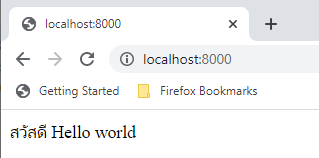 localhost:8000
localhost:8000
Getting Started Firefox Bookmarks
สวัสดี Hello world